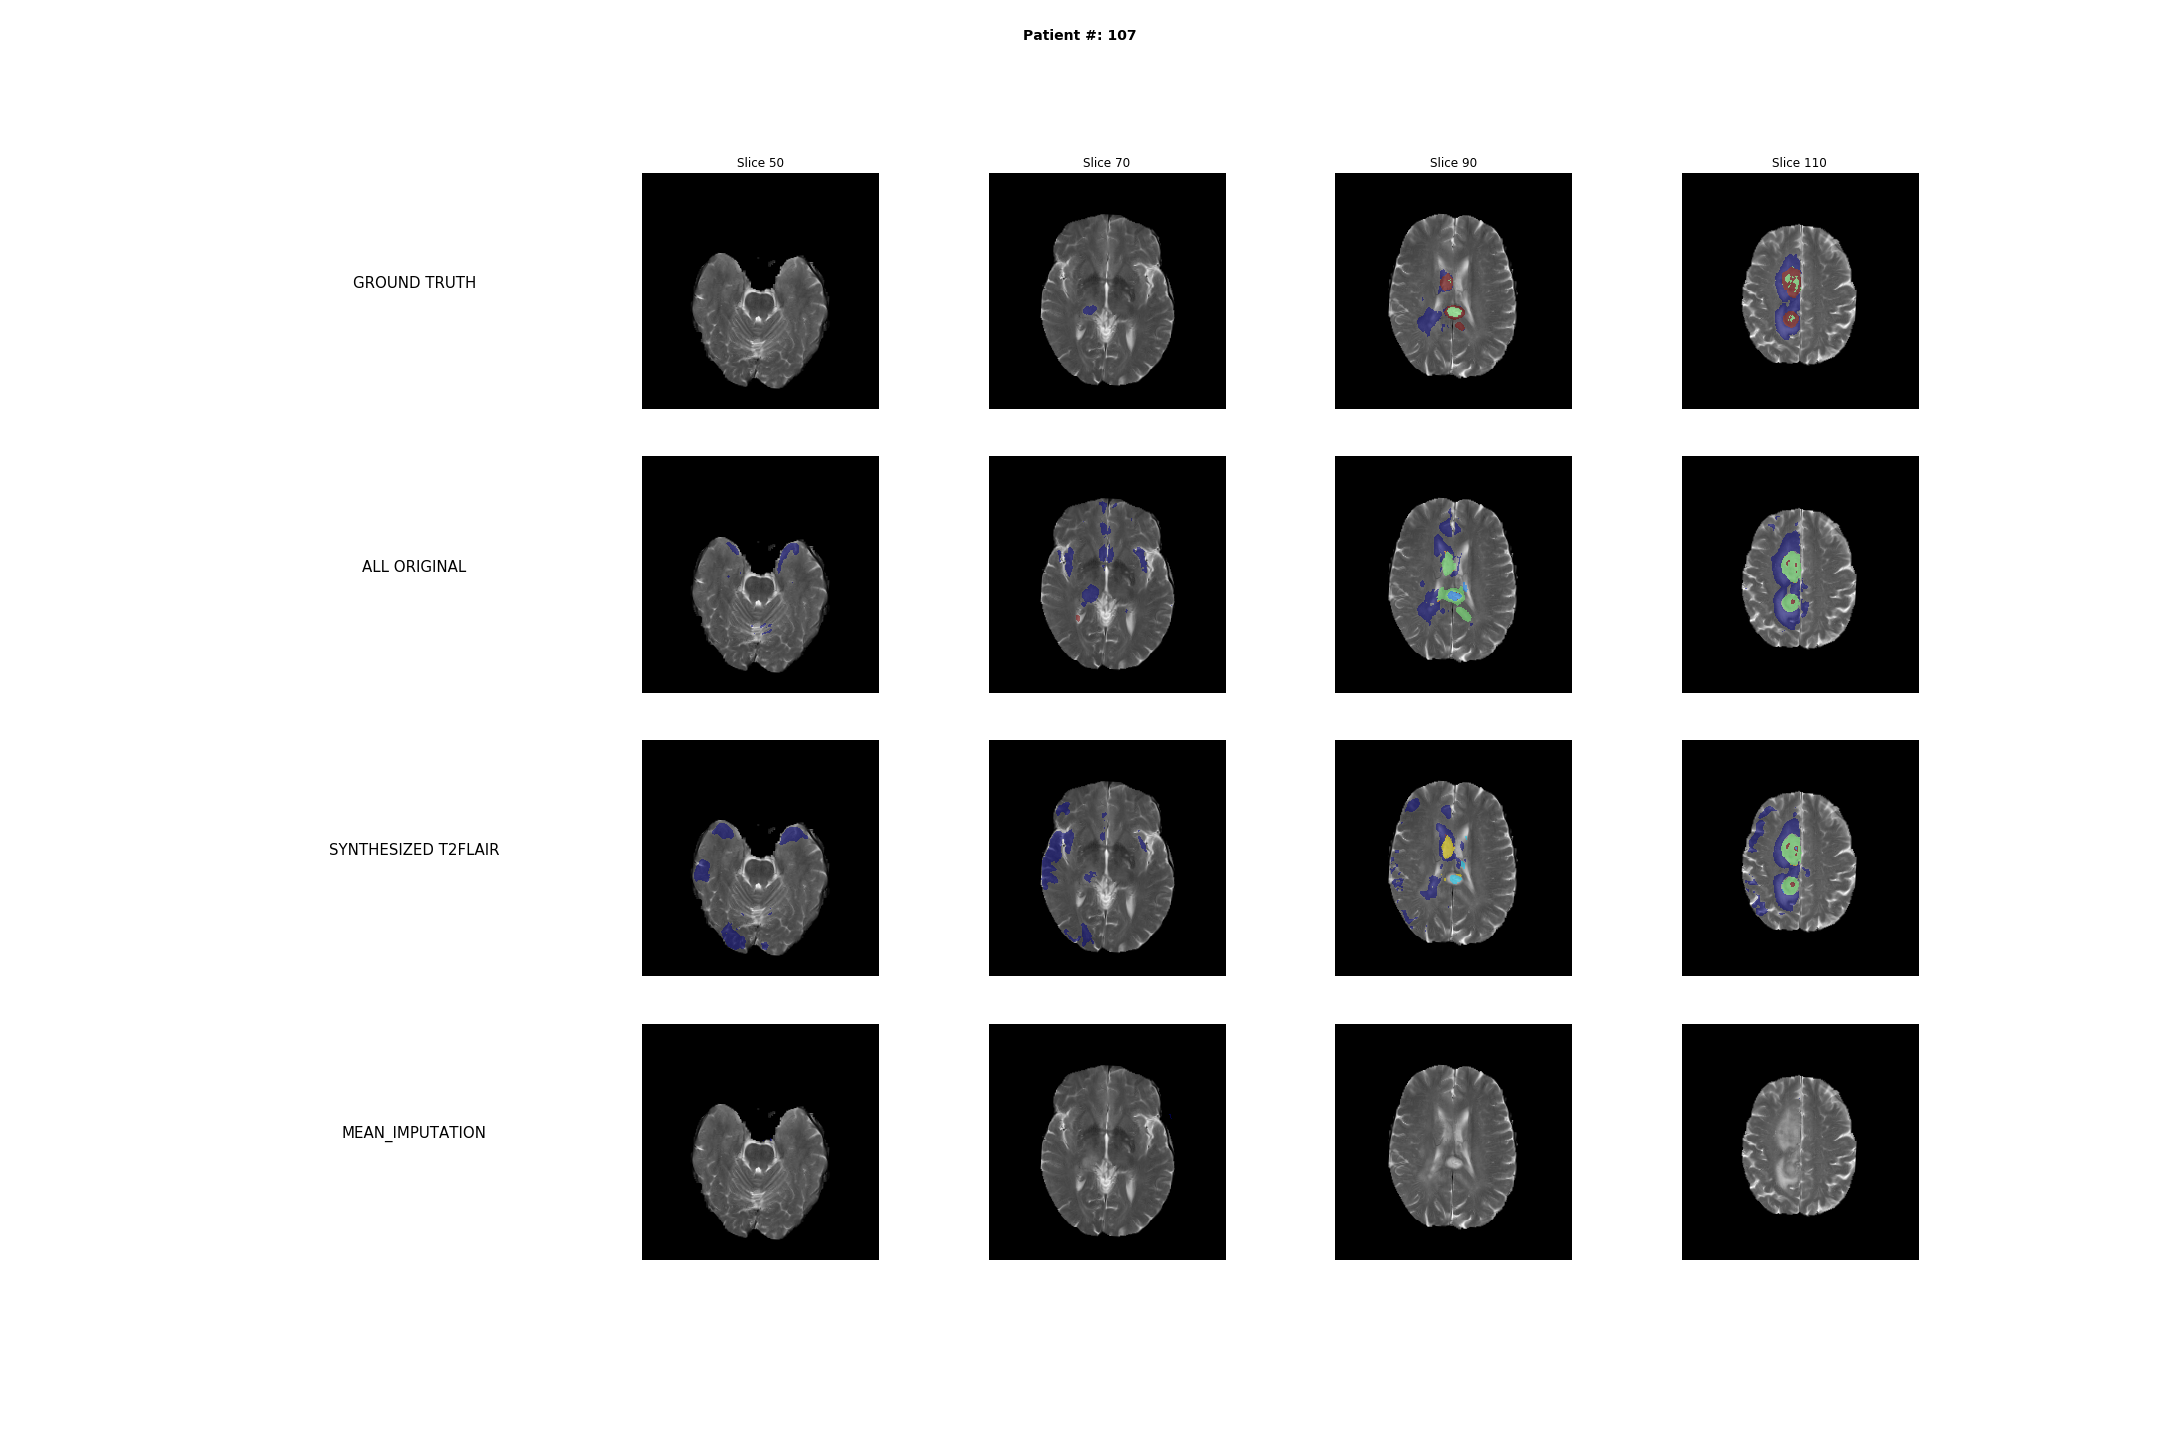 Patient #: 107
Slice 50
Slice 70
Slice 90
Slice 110
GROUND TRUTH
ALL ORIGINAL
SYNTHESIZED T2FLAIR
MEAN_IMPUTATION